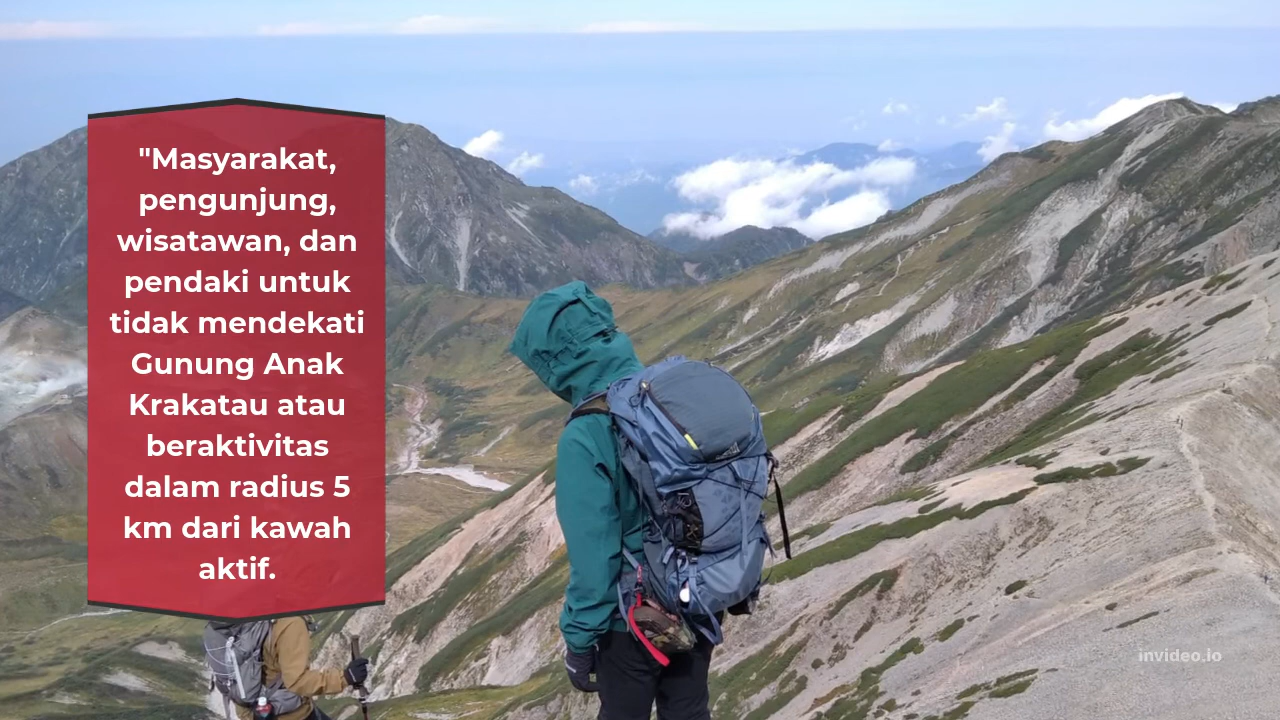 "Masyarakat,
pengunjung,
wisatawan, dan
pendaki untuk
tidak mendekati
Gunung Anak
Krakatau atau
beraktivitas
dalam radius 5
km dari kawah
aktif.
invideo.io